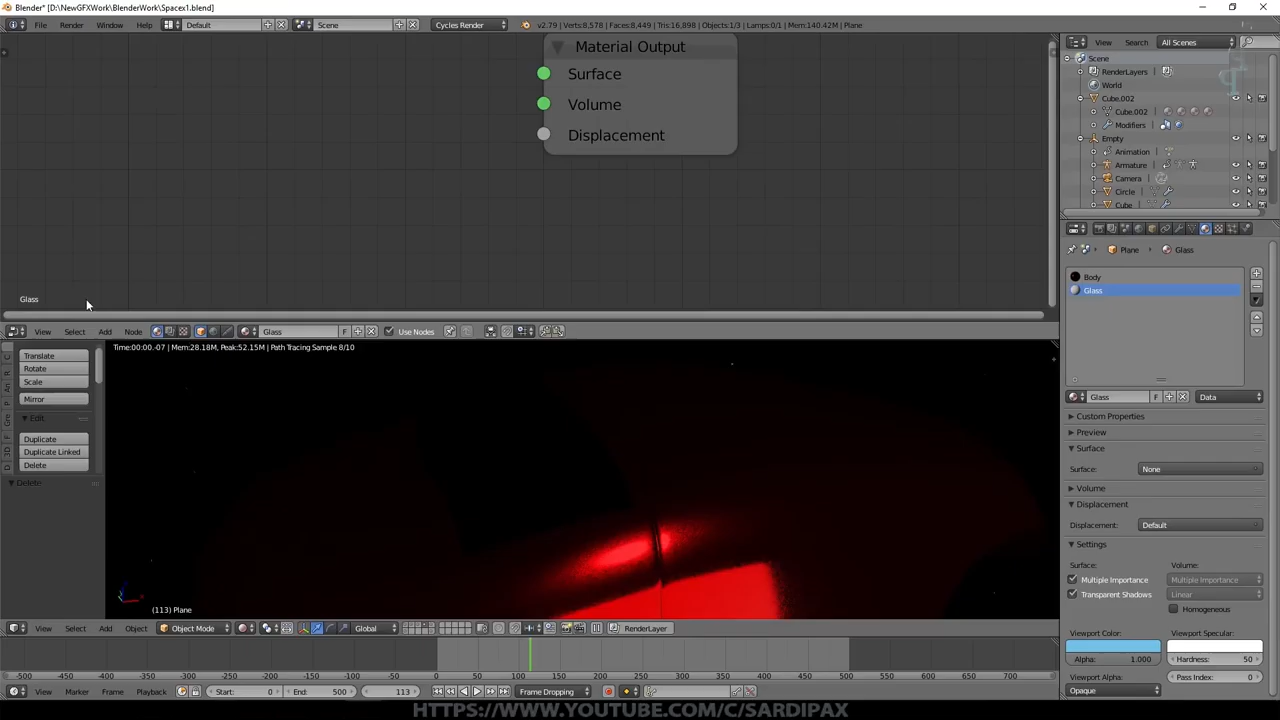 Blender* [D:\NewGFXWork\BlenderWork\Spacex1.blend]
File Render Window Help Default Scene Cycles Render v2.79 | Verts:8,578 | Faces:8,449 | Tris:16,898 | Objects:1/3 | Lamps:0/1 | Mem:140.42M | Plane
View Search All Scenes
Material Output
Surface
Volume
Displacement
Scene
RenderLayers
World
Cube.002
Cube.002
Modifiers
Empty
Animation
Armature
Camera
Circle
Cube
Plane Glass
Body
Glass
Glass
View Select Add Node Glass F Use Nodes
Time:00:00.-07 | Mem:28.18M, Peak:52.15M | Path Tracing Sample 8/10
Translate
Rotate
Scale
Mirror
Edit
Duplicate
Duplicate Linked
Delete
Delete
Glass F Data
Custom Properties
Preview
Surface
Surface: None
Volume
Displacement
Displacement: Default
Settings
Surface: Volume:
Multiple Importance Multiple Importance
Transparent Shadows Linear
Homogeneous
Viewport Color: Viewport Specular:
Alpha: 1.000 Hardness: 50
Viewport Alpha: Pass Index: 0
Opaque
(113) Plane
View Select Add Object Object Mode Global RenderLayer
-500 -450 -400 -350 -300 -250 -200 -150 -100 -50 0 50 100 150 200 250 300 350 400 450 500 550 600 650 700
View Marker Frame Playback Start: 0 End: 500 113 Frame Dropping
HTTPS://WWW.YOUTUBE.COM/C/SARDIPAX